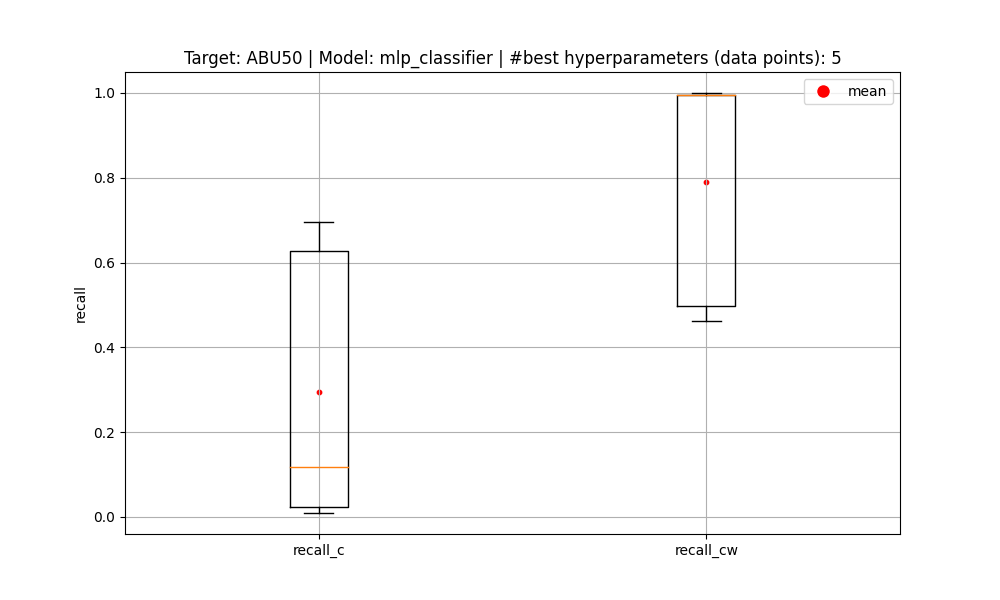 Target: ABU50 | Model: mlp_classifier | #best hyperparameters (data points): 5
mean
1.0
0.8
0.6
0.4
0.2
0.0
recall
recall_c
recall_cw